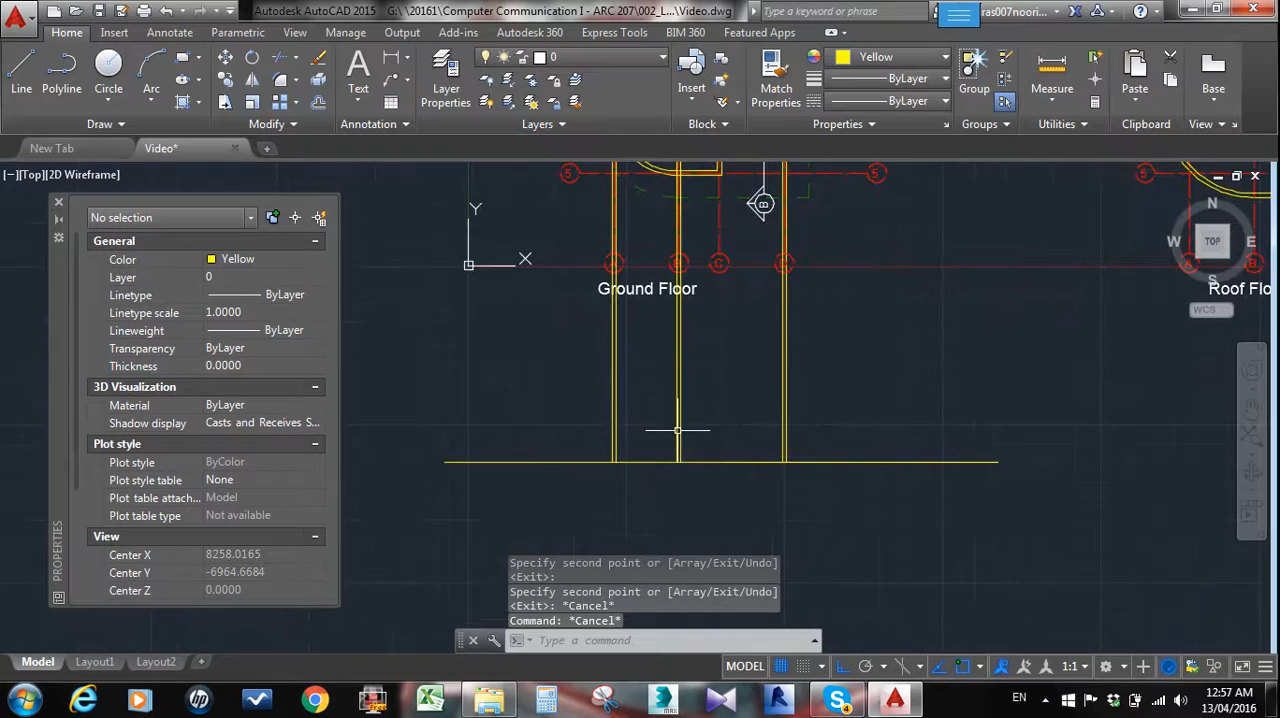 Autodesk AutoCAD 2015 G:\20161\Computer Communication I - ARC 207\002_L...\Video.dwg
Type a keyword or phrase
ras007noori...
Home Insert Annotate Param View Manage Output Add-ins Autodesk 360 Express Tools BIM 360 Featured Apps
0
Yellow
ByLayer
ByLayer
Line Polyline Circle Arc Text Layer Properties Insert Match Properties Group Measure Paste Base
Draw Modify Annotation Layers Block Properties Groups Utilities Clipboard View
New Tab Video*
[−][Top][2D Wireframe]
No selection
General
Color Yellow
Layer 0
Linetype ByLayer
Linetype scale 1.0000
Lineweight ByLayer
Transparency ByLayer
Thickness 0.0000
3D Visualization
Material ByLayer
Shadow display Casts and Receives S...
Plot style
Plot style ByColor
Plot style table None
Plot table attach... Model
Plot table type Not available
View
Center X 8258.0165
Center Y -6964.6684
Center Z 0.0000
PROPERTIES
Y
X
5 5 5
B
A B C
A B
Ground Floor
Roof Flo
N
W TOP E
S
WCS
Specify second point or [Array/Exit/Undo]
<Exit>:
Specify second point or [Array/Exit/Undo]
<Exit>: *Cancel*
Command: *Cancel*
Type a command
Model Layout1 Layout2
MODEL 1:1
EN
12:57 AM
13/04/2016